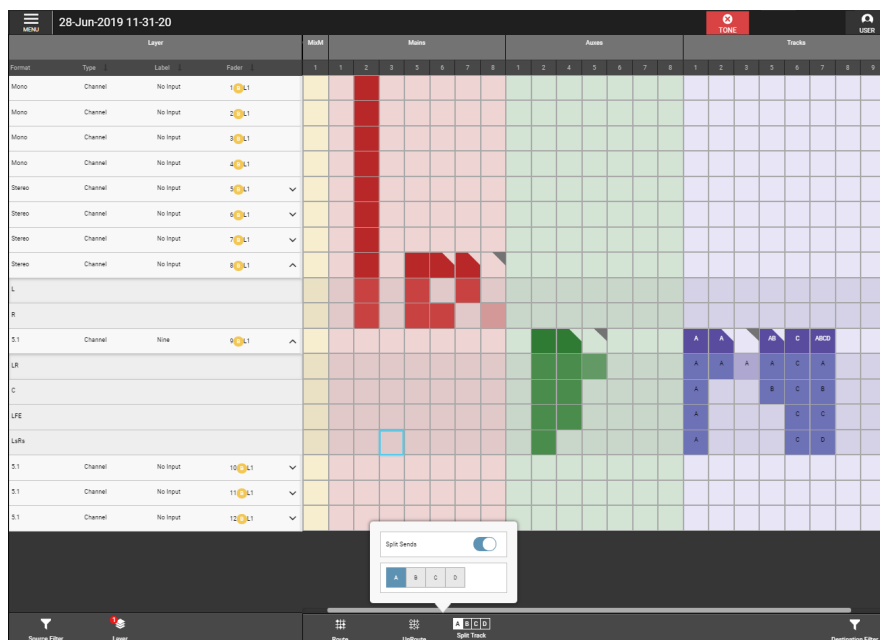 28-Jun-2019 11-31-20
MENU
TONE
USER
Layer MixM Mains Auxes Tracks
Format Type Label Fader 1 1 2 3 5 6 7 8 1 2 4 5 6 7 8 1 2 3 5 6 7 8 9
Mono Channel No Input 1 B L1
Mono Channel No Input 2 B L1
Mono Channel No Input 3 B L1
Mono Channel No Input 4 B L1
Stereo Channel No Input 5 B L1
Stereo Channel No Input 6 B L1
Stereo Channel No Input 7 B L1
Stereo Channel No Input 8 B L1
L
R
5.1 Channel Nine 9 B L1 A A AB C ABCD
LR A A A A C A
C A B C B
LFE A C C
LsRs A C D
5.1 Channel No Input 10 B L1
5.1 Channel No Input 11 B L1
5.1 Channel No Input 12 B L1
Split Sends
A B C D
1
A B C D
Source Filter Layer Route UnRoute Split Track Destination Filter